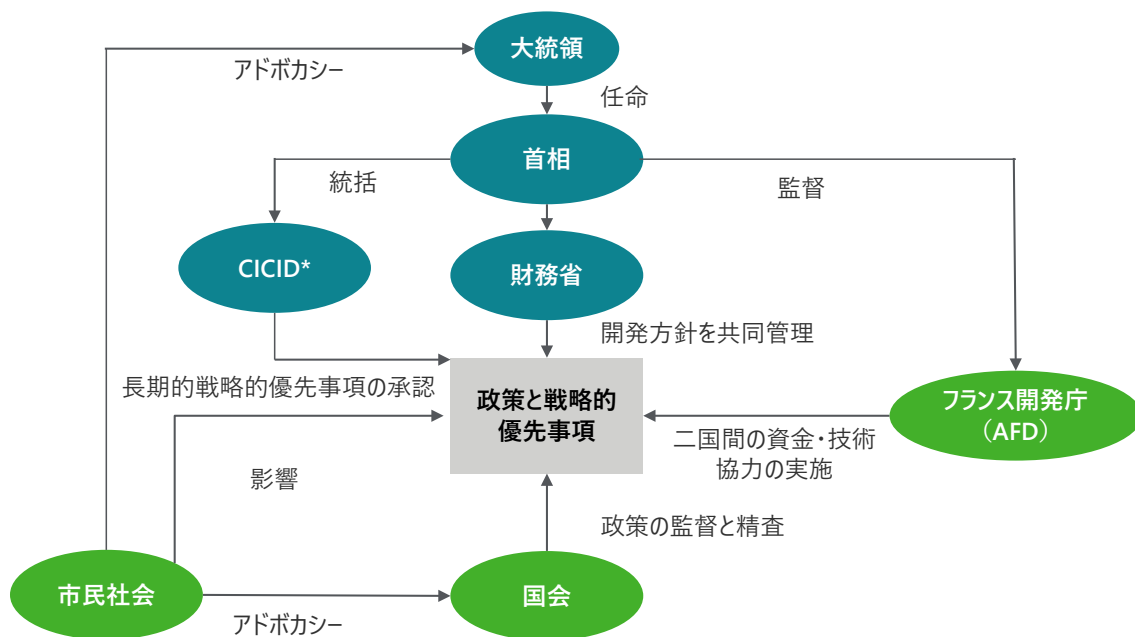 大統領
アドボカシー
任命
首相
統括
監督
CICID*
財務省
開発方針を共同管理
長期的戦略的優先事項の承認
政策と戦略的
優先事項
フランス開発庁
（AFD）
二国間の資金・技術
協力の実施
影響
政策の監督と精査
市民社会
国会
アドボカシー